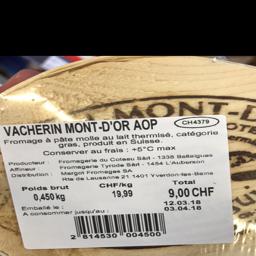 MONT-D'
VACHERIN MONT-D'OR AOP
CH4379
Fromage à pâte molle au lait thermisé, catégorie
gras, produit en Suisse.
Conserver au frais : +5°C max
Producteur : Fromagerie du Coteau Sàrl - 1338 Ballaigues
Affineur : Fromagerie Tyrode Sàrl - 1454 L'Auberson
Distribution : Margot Fromages SA
Rte de Lausanne 21 1401 Yverdon-les-Bains
Poids brut CHF/kg Total
0,450kg 19,99 9,00 CHF
Emballé le : 12.03.18
A consommer jusqu'au : 03.04.18
2 814530 004500